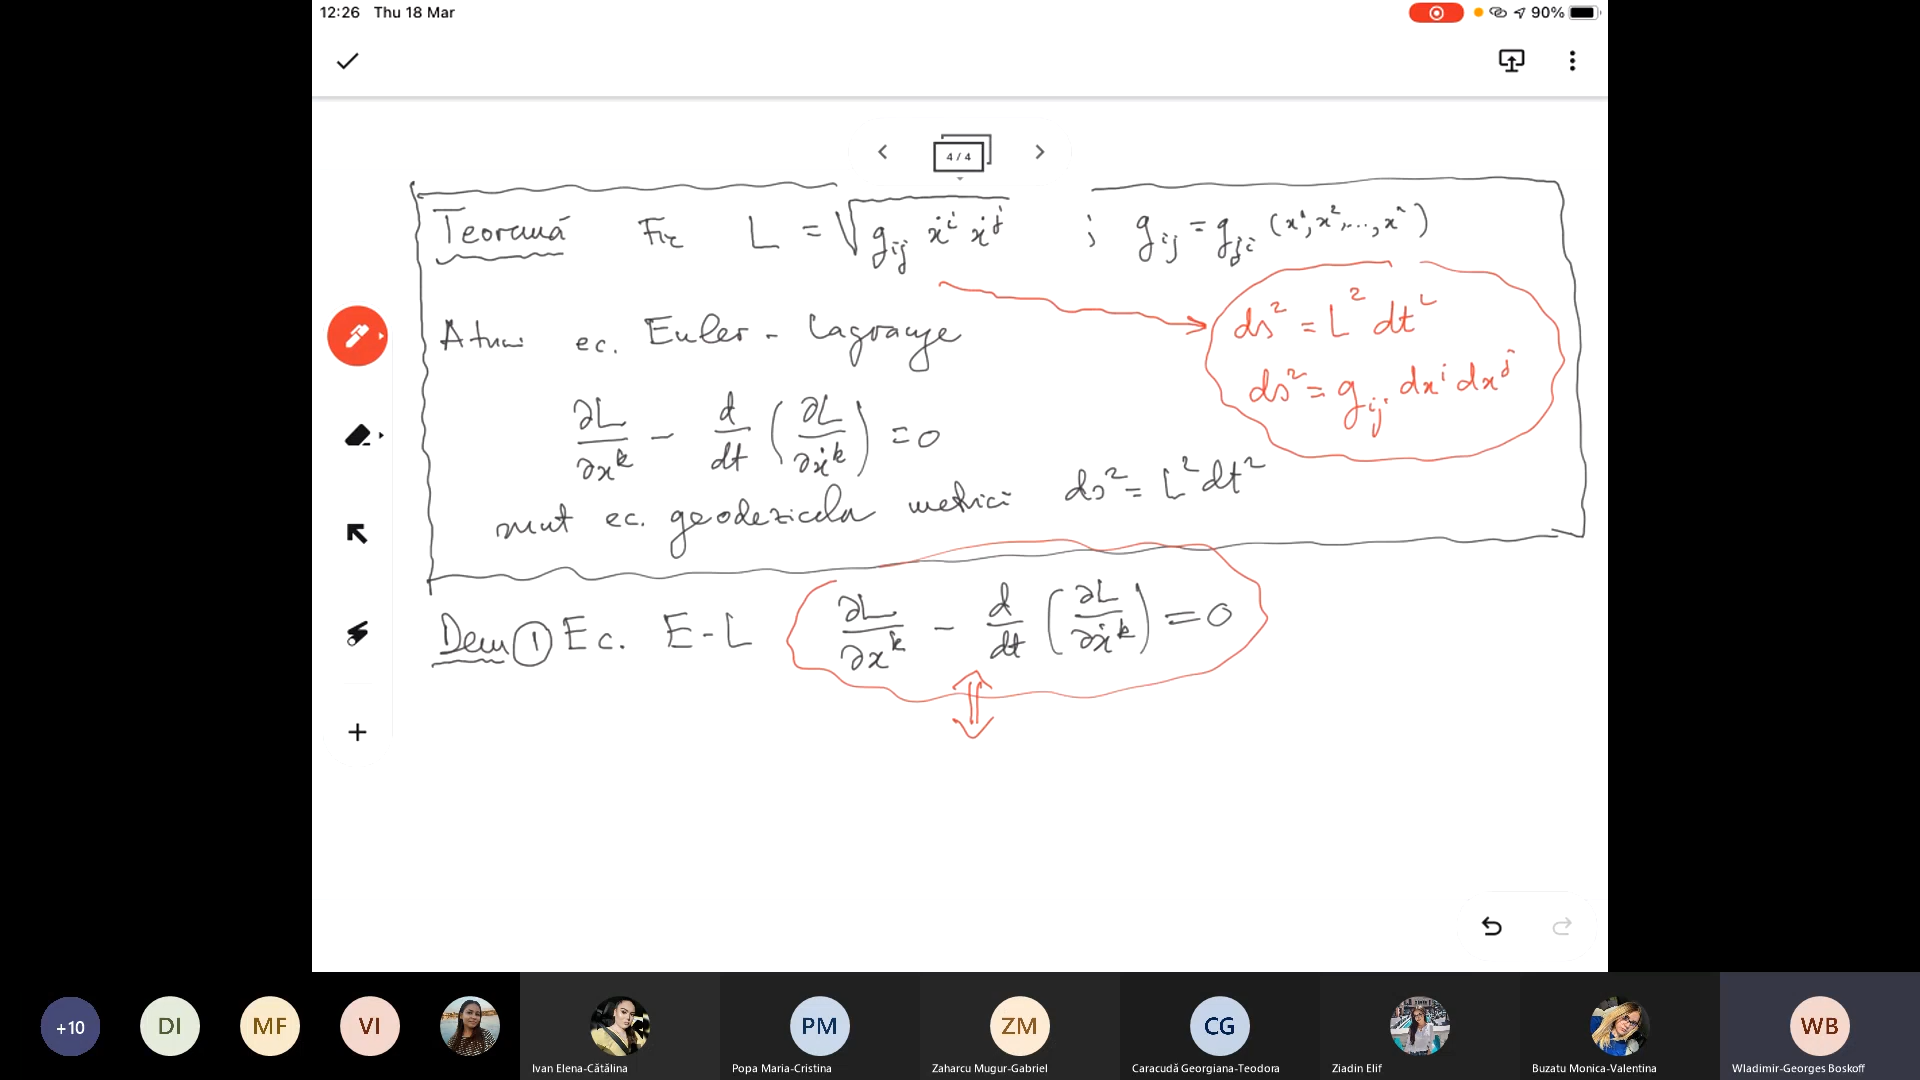 12:26 Thu 18 Mar
90%
4 / 4
Teoremă Fie L = √(g_ij ẋ^i ẋ^j) ; g_ij = g_ji (x^1, x^2, ..., x^n)
ds² = L² dt²
Atunci ec. Euler - Lagrange
ds² = g_ij dx^i dx^j
∂L/∂x^k - d/dt (∂L/∂ẋ^k) = 0
sunt ec. geodezicelor metricii ds² = L² dt²
Dem ① Ec. E-L ∂L/∂x^k - d/dt (∂L/∂ẋ^k) = 0
+10
DI
MF
VI
PM
ZM
CG
WB
Ivan Elena-Cătălina
Popa Maria-Cristina
Zaharcu Mugur-Gabriel
Caracudă Georgiana-Teodora
Ziadin Elif
Buzatu Monica-Valentina
Wladimir-Georges Boskoff